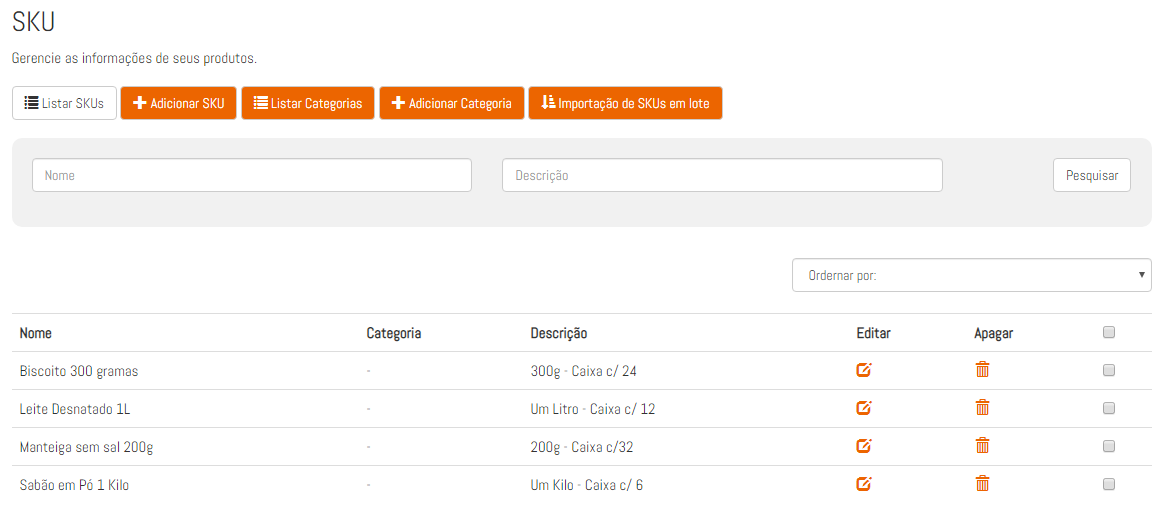 SKU
Gerencie as informações de seus produtos.
Listar SKUs Adicionar SKU Listar Categorias Adicionar Categoria Importação de SKUs em lote
Nome Descrição Pesquisar
Ordernar por:
Nome Categoria Descrição Editar Apagar
Biscoito 300 gramas - 300g - Caixa c/ 24
Leite Desnatado 1L - Um Litro - Caixa c/ 12
Manteiga sem sal 200g - 200g - Caixa c/32
Sabão em Pó 1 Kilo - Um Kilo - Caixa c/ 6